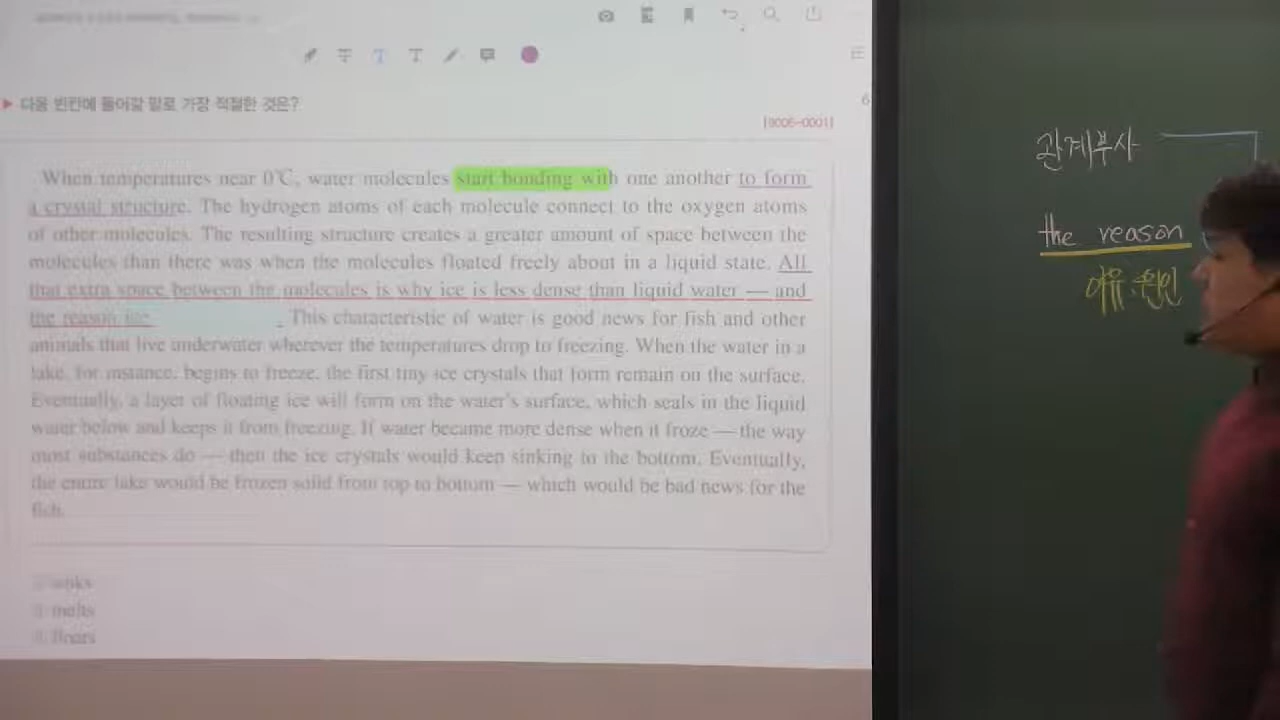 ▶ 다음 빈칸에 들어갈 말로 가장 적절한 것은?
6
[9006-0001]
When temperatures near 0℃, water molecules start bonding with one another to form
a crystal structure. The hydrogen atoms of each molecule connect to the oxygen atoms
of other molecules. The resulting structure creates a greater amount of space between the
molecules than there was when the molecules floated freely about in a liquid state. All
that extra space between the molecules is why ice is less dense than liquid water — and
the reason ice ______. This characteristic of water is good news for fish and other
animals that live underwater wherever the temperatures drop to freezing. When the water in a
lake, for instance, begins to freeze, the first tiny ice crystals that form remain on the surface.
Eventually, a layer of floating ice will form on the water's surface, which seals in the liquid
water below and keeps it from freezing. If water became more dense when it froze — the way
most substances do — then the ice crystals would keep sinking to the bottom. Eventually,
the entire lake would be frozen solid from top to bottom — which would be bad news for the
fish.
sinks
melts
floats
관계부사
the reason
이유, 원인